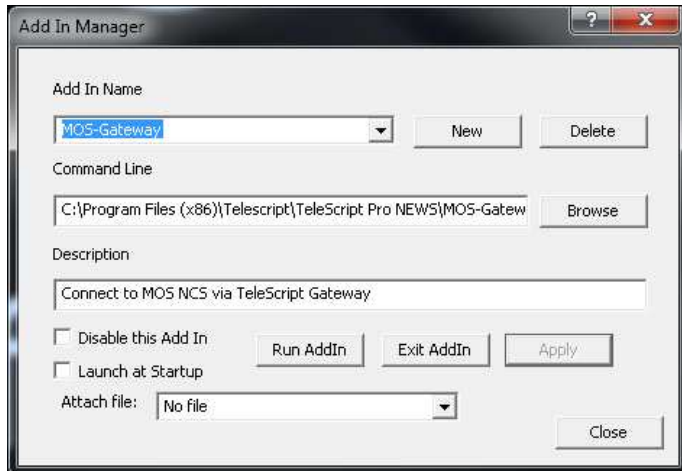 Add In Manager
Add In Name
MOS-Gateway
New
Delete
Command Line
C:\Program Files (x86)\Telescript\TeleScript Pro NEWS\MOS-Gatew
Browse
Description
Connect to MOS NCS via TeleScript Gateway
Disable this Add In
Run AddIn
Exit AddIn
Apply
Launch at Startup
Attach file:
No file
Close